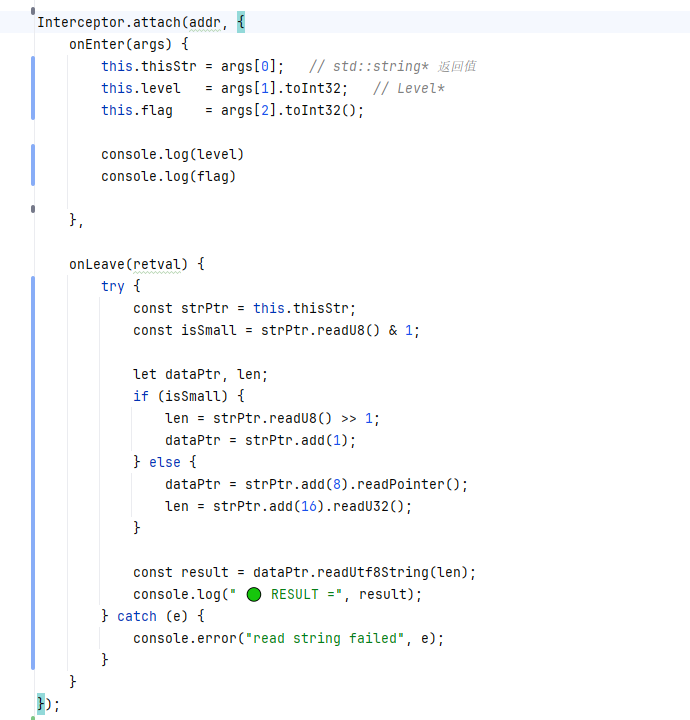 Interceptor.attach(addr, {
    onEnter(args) {
        this.thisStr = args[0];   // std::string* 返回值
        this.level   = args[1].toInt32;   // Level*
        this.flag    = args[2].toInt32();

        console.log(level)
        console.log(flag)

    },

    onLeave(retval) {
        try {
            const strPtr = this.thisStr;
            const isSmall = strPtr.readU8() & 1;

            let dataPtr, len;
            if (isSmall) {
                len = strPtr.readU8() >> 1;
                dataPtr = strPtr.add(1);
            } else {
                dataPtr = strPtr.add(8).readPointer();
                len = strPtr.add(16).readU32();
            }

            const result = dataPtr.readUtf8String(len);
            console.log(" 🟢 RESULT =", result);
        } catch (e) {
            console.error("read string failed", e);
        }
    }
});